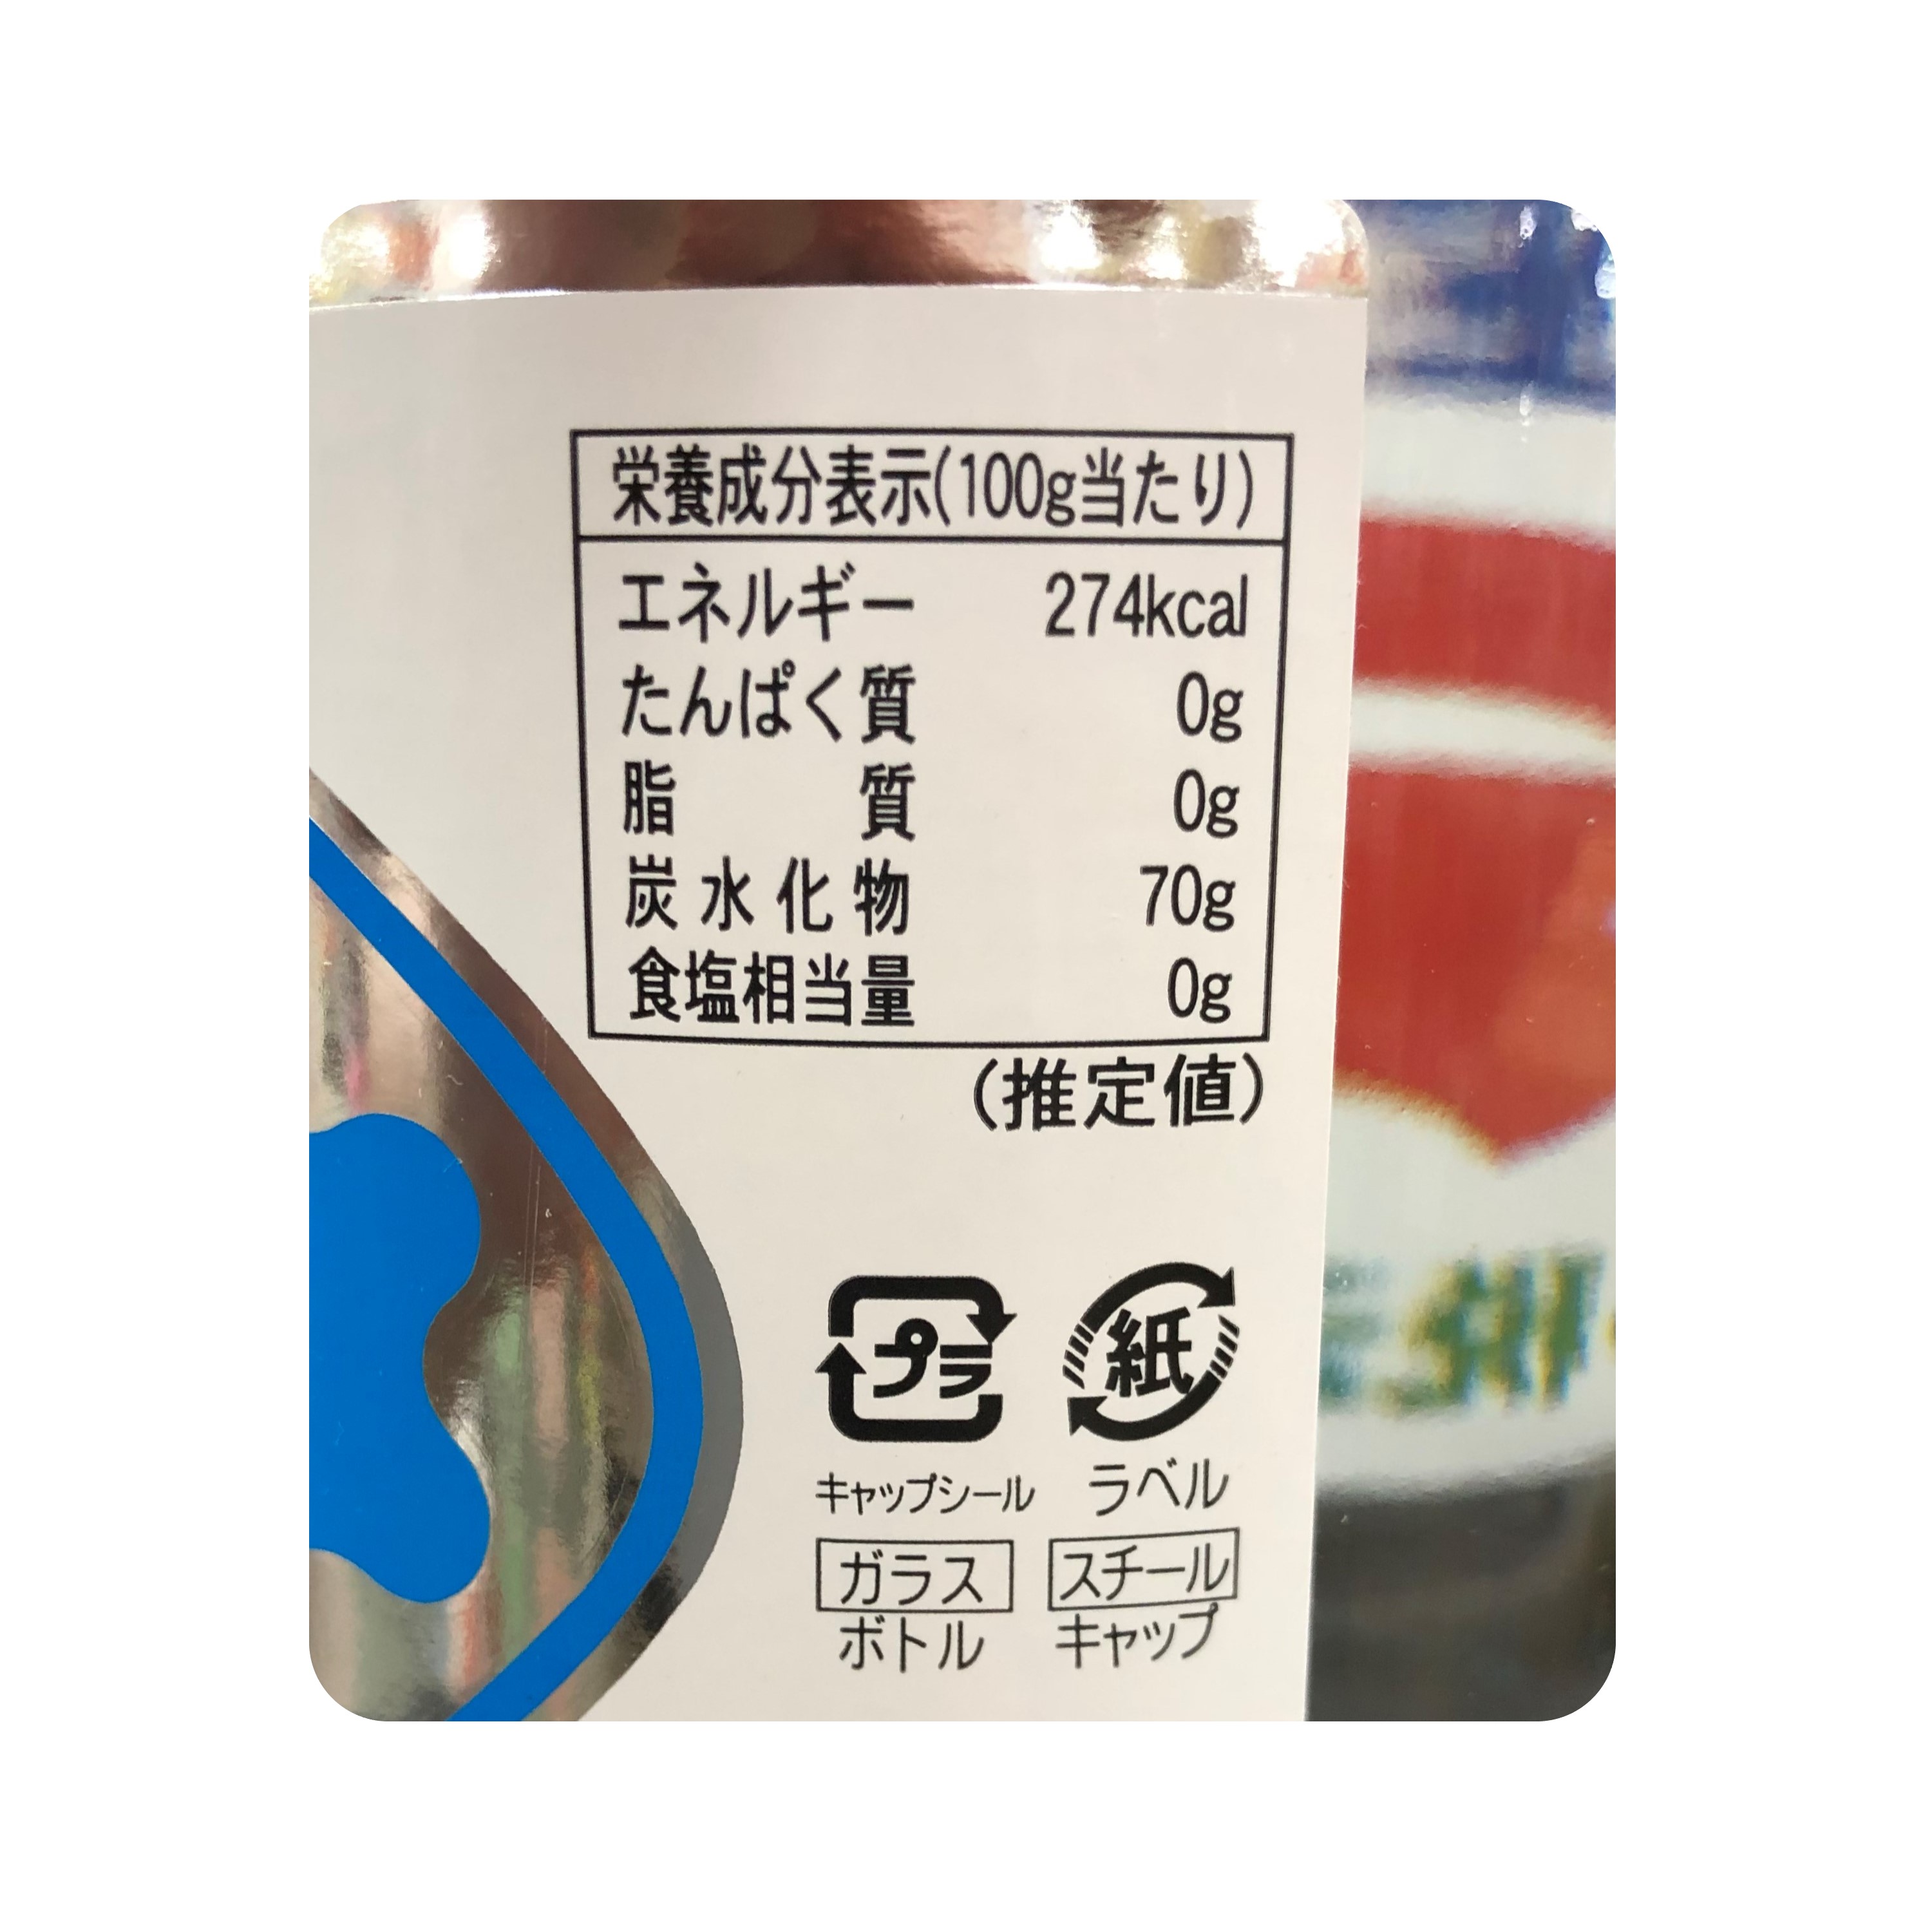 栄養成分表示(100g当たり)
エネルギー 274kcal
たんぱく質 0g
脂質 0g
炭水化物 70g
食塩相当量 0g
(推定値)
プラ 紙
キャップシール ラベル
ガラス スチール
ボトル キャップ